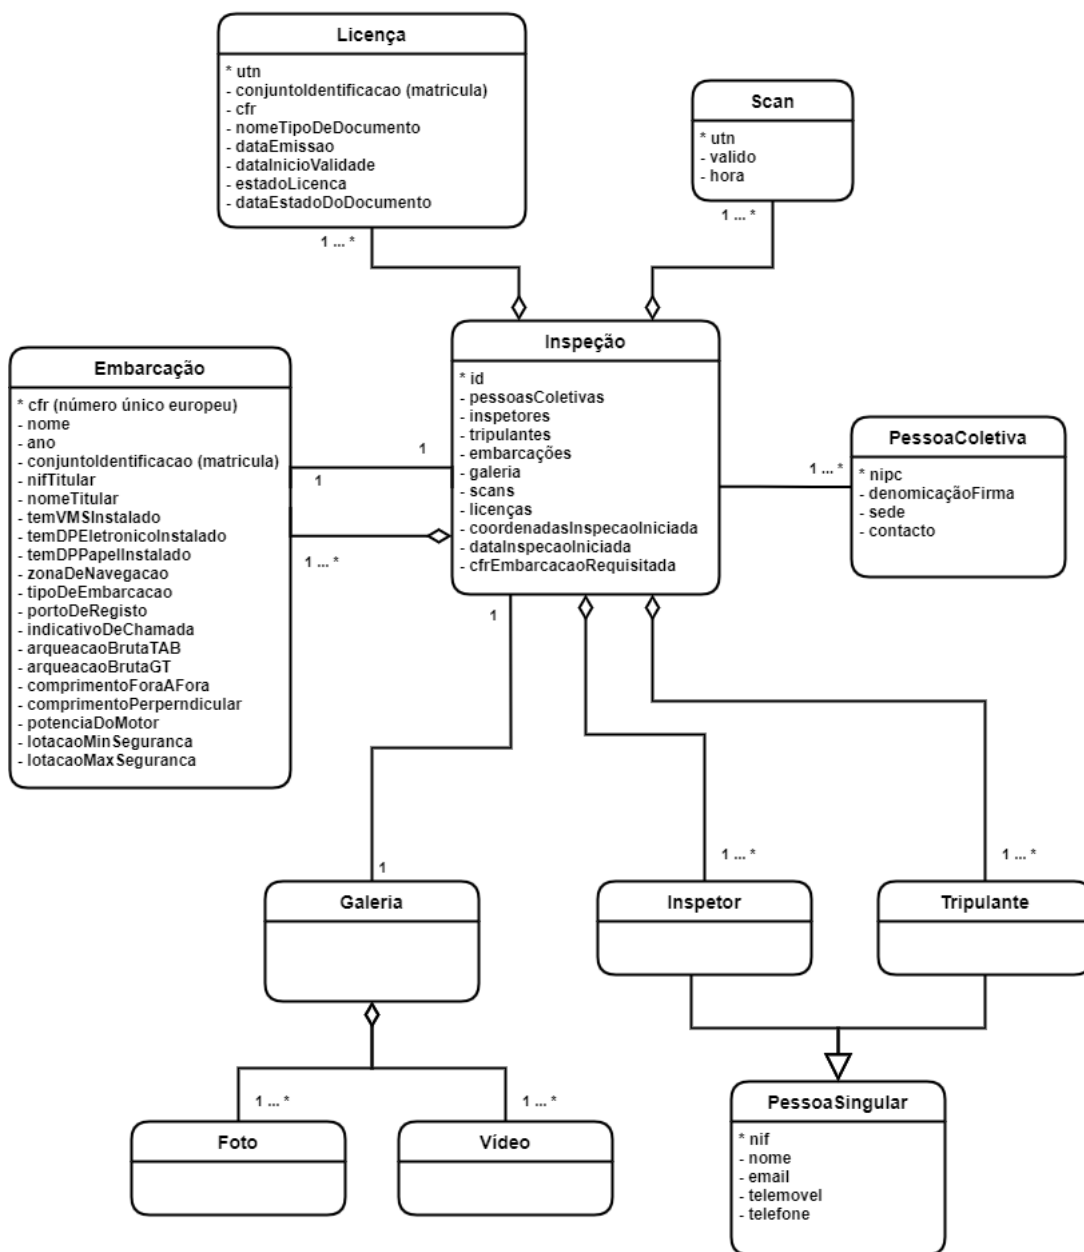 Licença
* utn
- conjuntoIdentificacao (matricula)
- cfr
- nomeTipoDeDocumento
- dataEmissao
- dataInicioValidade
- estadoLicenca
- dataEstadoDoDocumento
1 ... *
Scan
* utn
- valido
- hora
1 ... *
Inspeção
* id
- pessoasColetivas
- inspetores
- tripulantes
- embarcações
- galeria
- scans
- licenças
- coordenadasInspecaoIniciada
- dataInspecaoIniciada
- cfrEmbarcacaoRequisitada
Embarcação
* cfr (número único europeu)
- nome
- ano
- conjuntoIdentificacao (matricula)
- nifTitular
- nomeTitular
- temVMSInstalado
- temDPEletronicoInstalado
- temDPPapelInstalado
- zonaDeNavegacao
- tipoDeEmbarcacao
- portoDeRegisto
- indicativoDeChamada
- arqueacaoBrutaTAB
- arqueacaoBrutaGT
- comprimentoForaAFora
- comprimentoPerperndicular
- potenciaDoMotor
- lotacaoMinSeguranca
- lotacaoMaxSeguranca
1
1
1 ... *
1 ... *
PessoaColetiva
* nipc
- denomicaçãoFirma
- sede
- contacto
1
1
1 ... *
1 ... *
Galeria
Inspetor
Tripulante
1 ... *
1 ... *
Foto
Vídeo
PessoaSingular
* nif
- nome
- email
- telemovel
- telefone